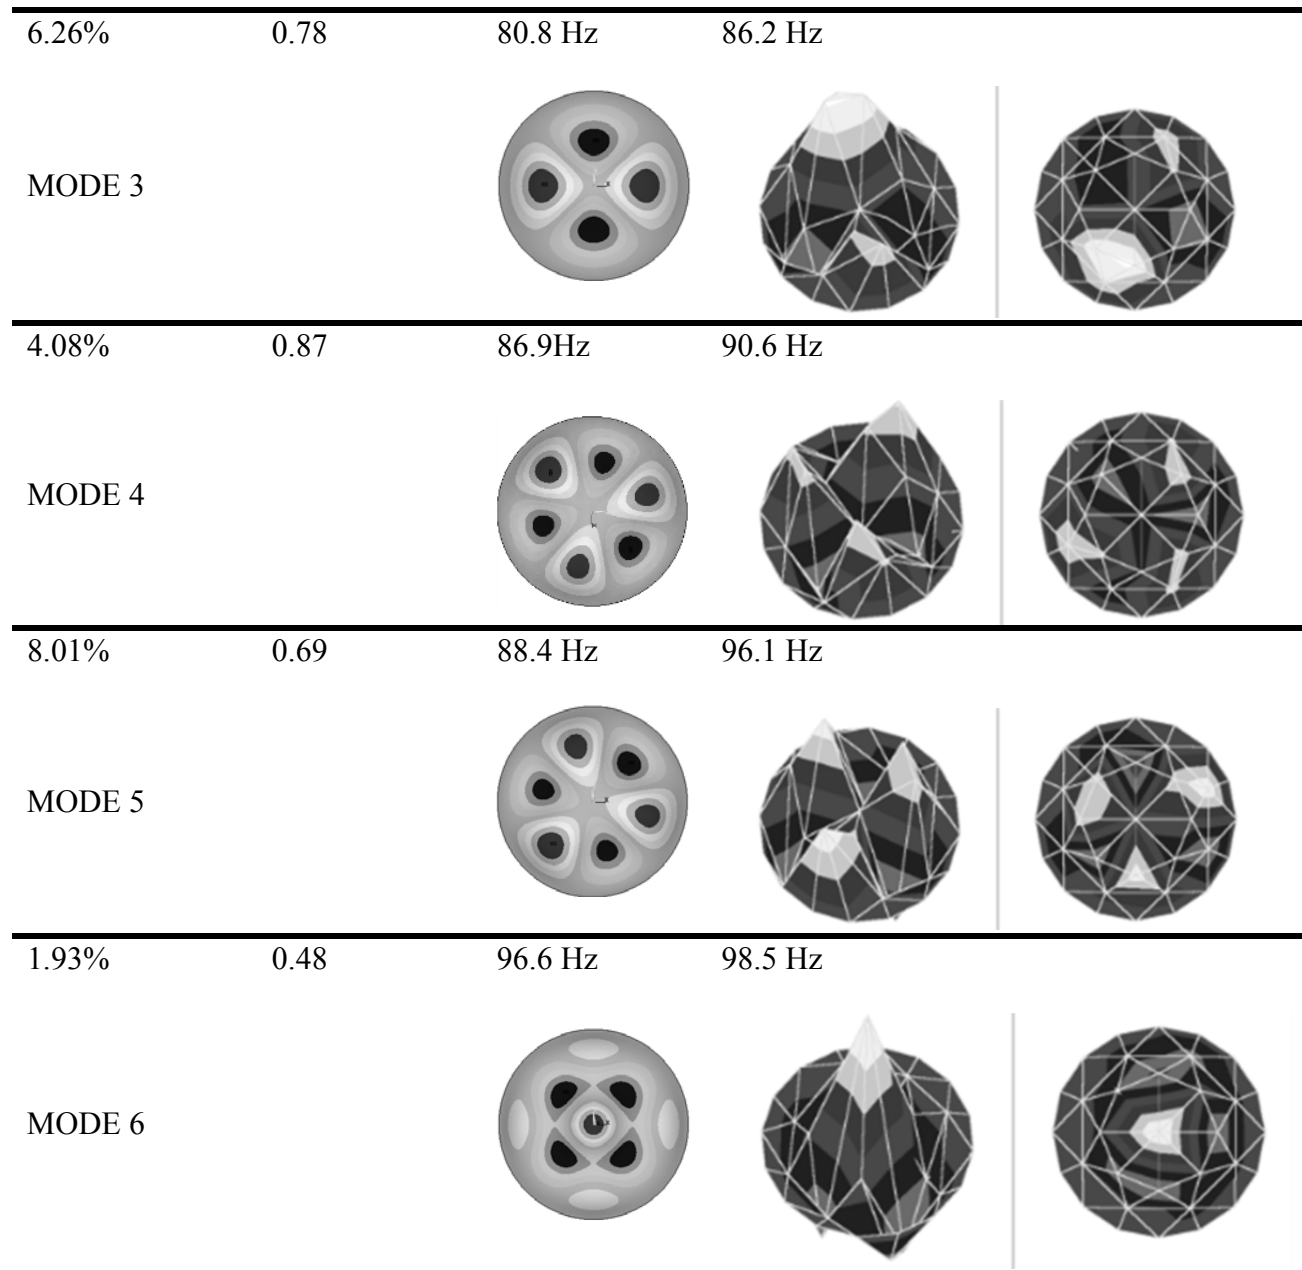 6.26% 0.78 80.8 Hz 86.2 Hz
MODE 3
4.08% 0.87 86.9Hz 90.6 Hz
MODE 4
8.01% 0.69 88.4 Hz 96.1 Hz
MODE 5
1.93% 0.48 96.6 Hz 98.5 Hz
MODE 6